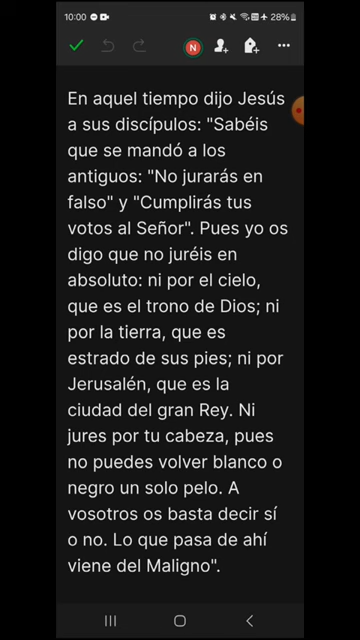 10:00
28%
N
En aquel tiempo dijo Jesús
a sus discípulos: "Sabéis
que se mandó a los
antiguos: "No jurarás en
falso" y "Cumplirás tus
votos al Señor". Pues yo os
digo que no juréis en
absoluto: ni por el cielo,
que es el trono de Dios; ni
por la tierra, que es
estrado de sus pies; ni por
Jerusalén, que es la
ciudad del gran Rey. Ni
jures por tu cabeza, pues
no puedes volver blanco o
negro un solo pelo. A
vosotros os basta decir sí
o no. Lo que pasa de ahí
viene del Maligno".